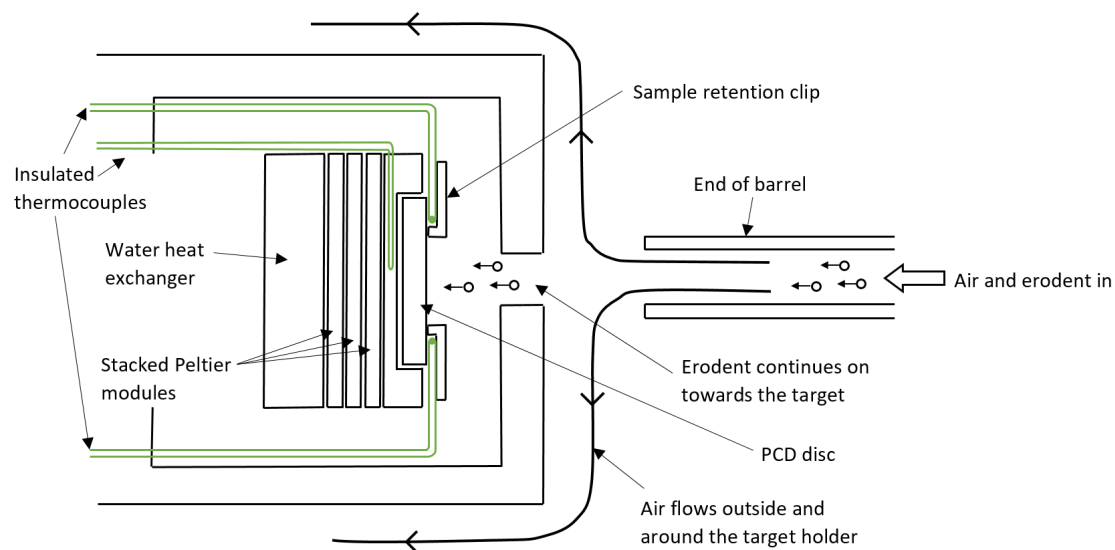 Sample retention clip
End of barrel
Insulated
thermocouples
Water heat
exchanger
Air and erodent in
Stacked Peltier
modules
Erodent continues on
towards the target
PCD disc
Air flows outside and
around the target holder